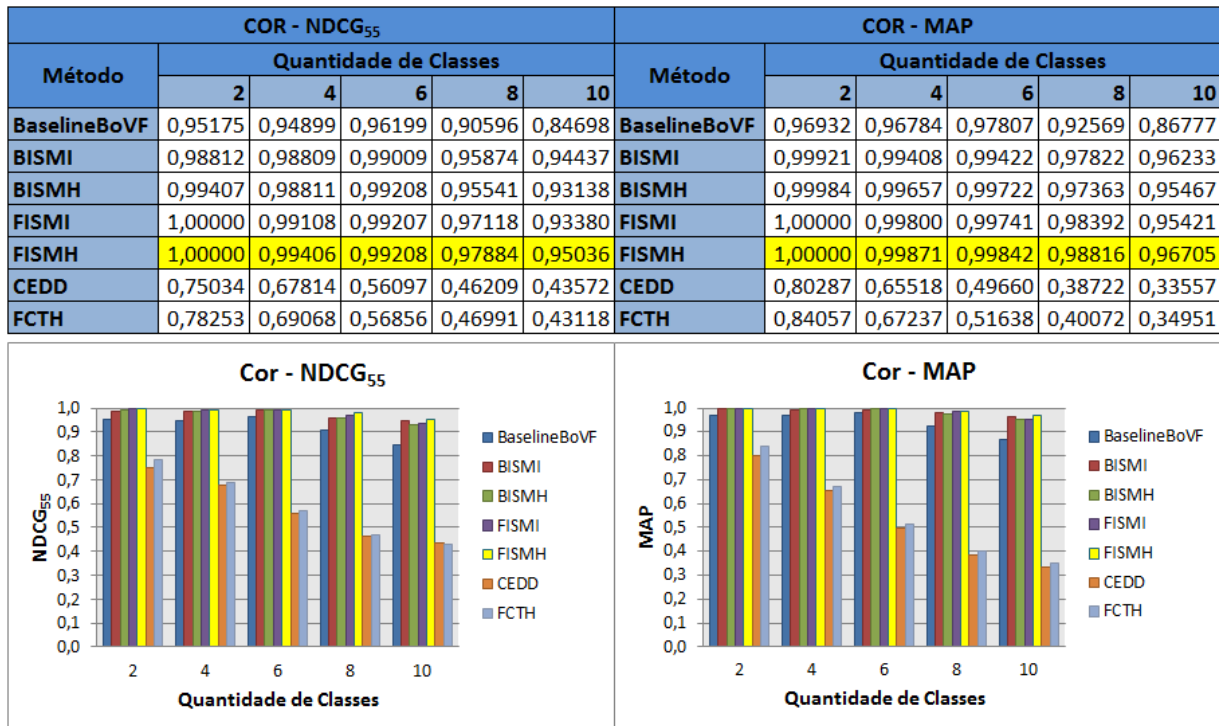 COR - NDCG55 COR - MAP
Método Quantidade de Classes Método Quantidade de Classes
2 4 6 8 10 2 4 6 8 10
BaselineBoVF 0,95175 0,94899 0,96199 0,90596 0,84698 BaselineBoVF 0,96932 0,96784 0,97807 0,92569 0,86777
BISMI 0,98812 0,98809 0,99009 0,95874 0,94437 BISMI 0,99921 0,99408 0,99422 0,97822 0,96233
BISMH 0,99407 0,98811 0,99208 0,95541 0,93138 BISMH 0,99984 0,99657 0,99722 0,97363 0,95467
FISMI 1,00000 0,99108 0,99207 0,97118 0,93380 FISMI 1,00000 0,99800 0,99741 0,98392 0,95421
FISMH 1,00000 0,99406 0,99208 0,97884 0,95036 FISMH 1,00000 0,99871 0,99842 0,98816 0,96705
CEDD 0,75034 0,67814 0,56097 0,46209 0,43572 CEDD 0,80287 0,65518 0,49660 0,38722 0,33557
FCTH 0,78253 0,69068 0,56856 0,46991 0,43118 FCTH 0,84057 0,67237 0,51638 0,40072 0,34951
Cor - NDCG55
NDCG55
1,0
0,9
0,8
0,7
0,6
0,5
0,4
0,3
0,2
0,1
0,0
2 4 6 8 10
Quantidade de Classes
BaselineBoVF
BISMI
BISMH
FISMI
FISMH
CEDD
FCTH
Cor - MAP
MAP
1,0
0,9
0,8
0,7
0,6
0,5
0,4
0,3
0,2
0,1
0,0
2 4 6 8 10
Quantidade de Classes
BaselineBoVF
BISMI
BISMH
FISMI
FISMH
CEDD
FCTH